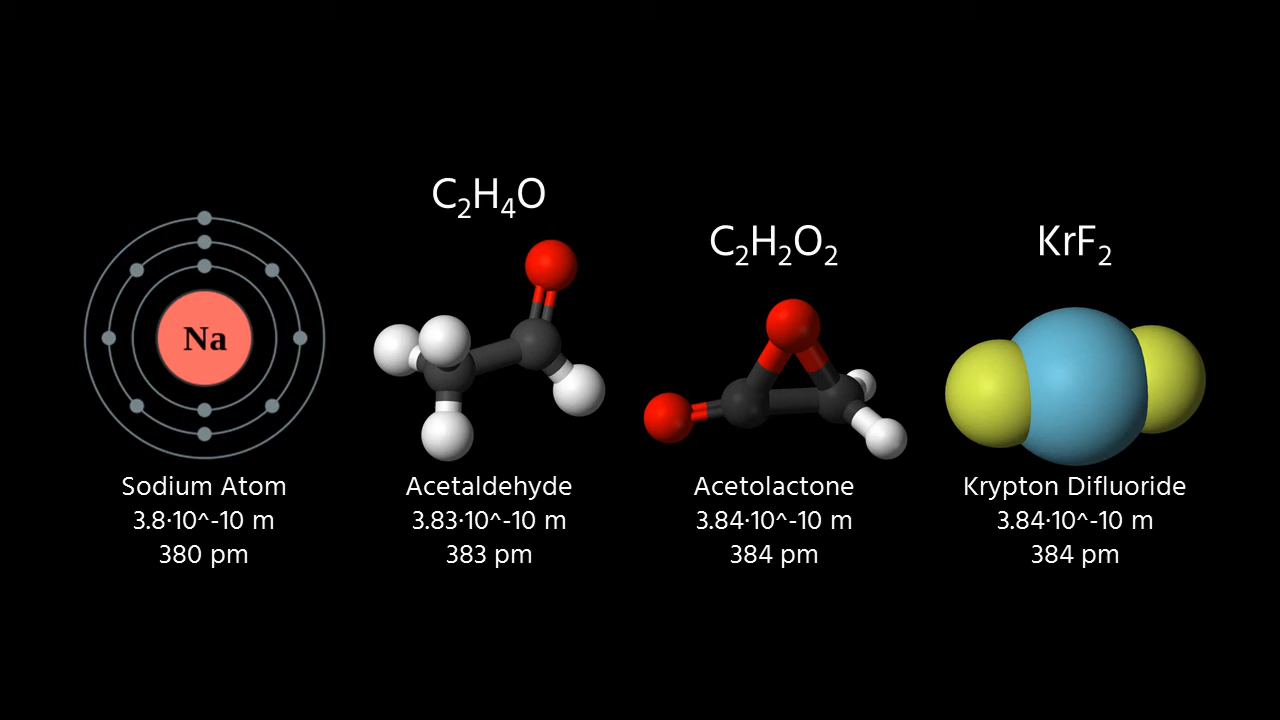 C₂H₄O
C₂H₂O₂
KrF₂
Na
Sodium Atom
3.8·10^-10 m
380 pm
Acetaldehyde
3.83·10^-10 m
383 pm
Acetolactone
3.84·10^-10 m
384 pm
Krypton Difluoride
3.84·10^-10 m
384 pm